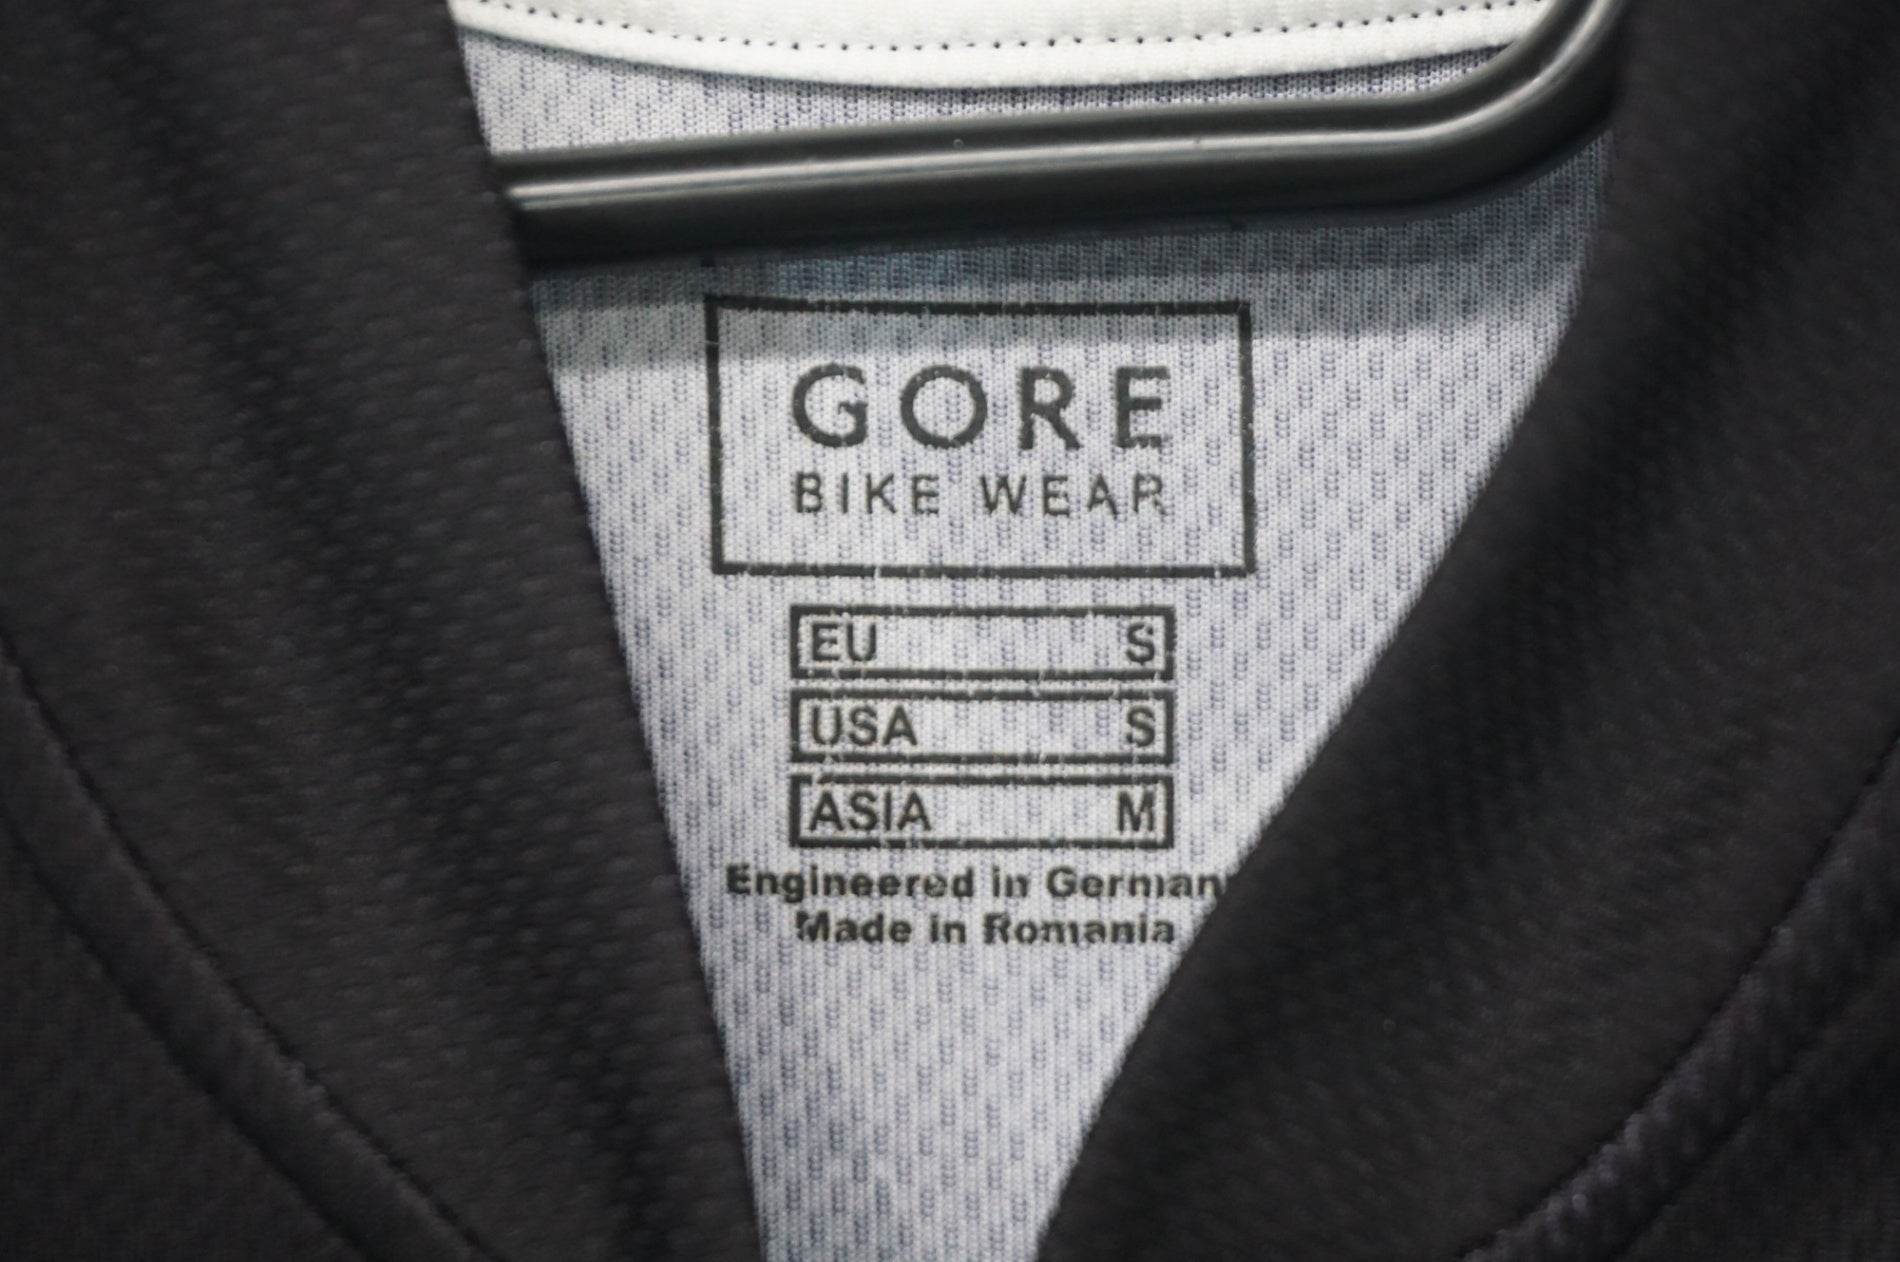 GORE
BIKE WEAR
EU S
USA S
ASIA M
Engineered in German
Made in Romania